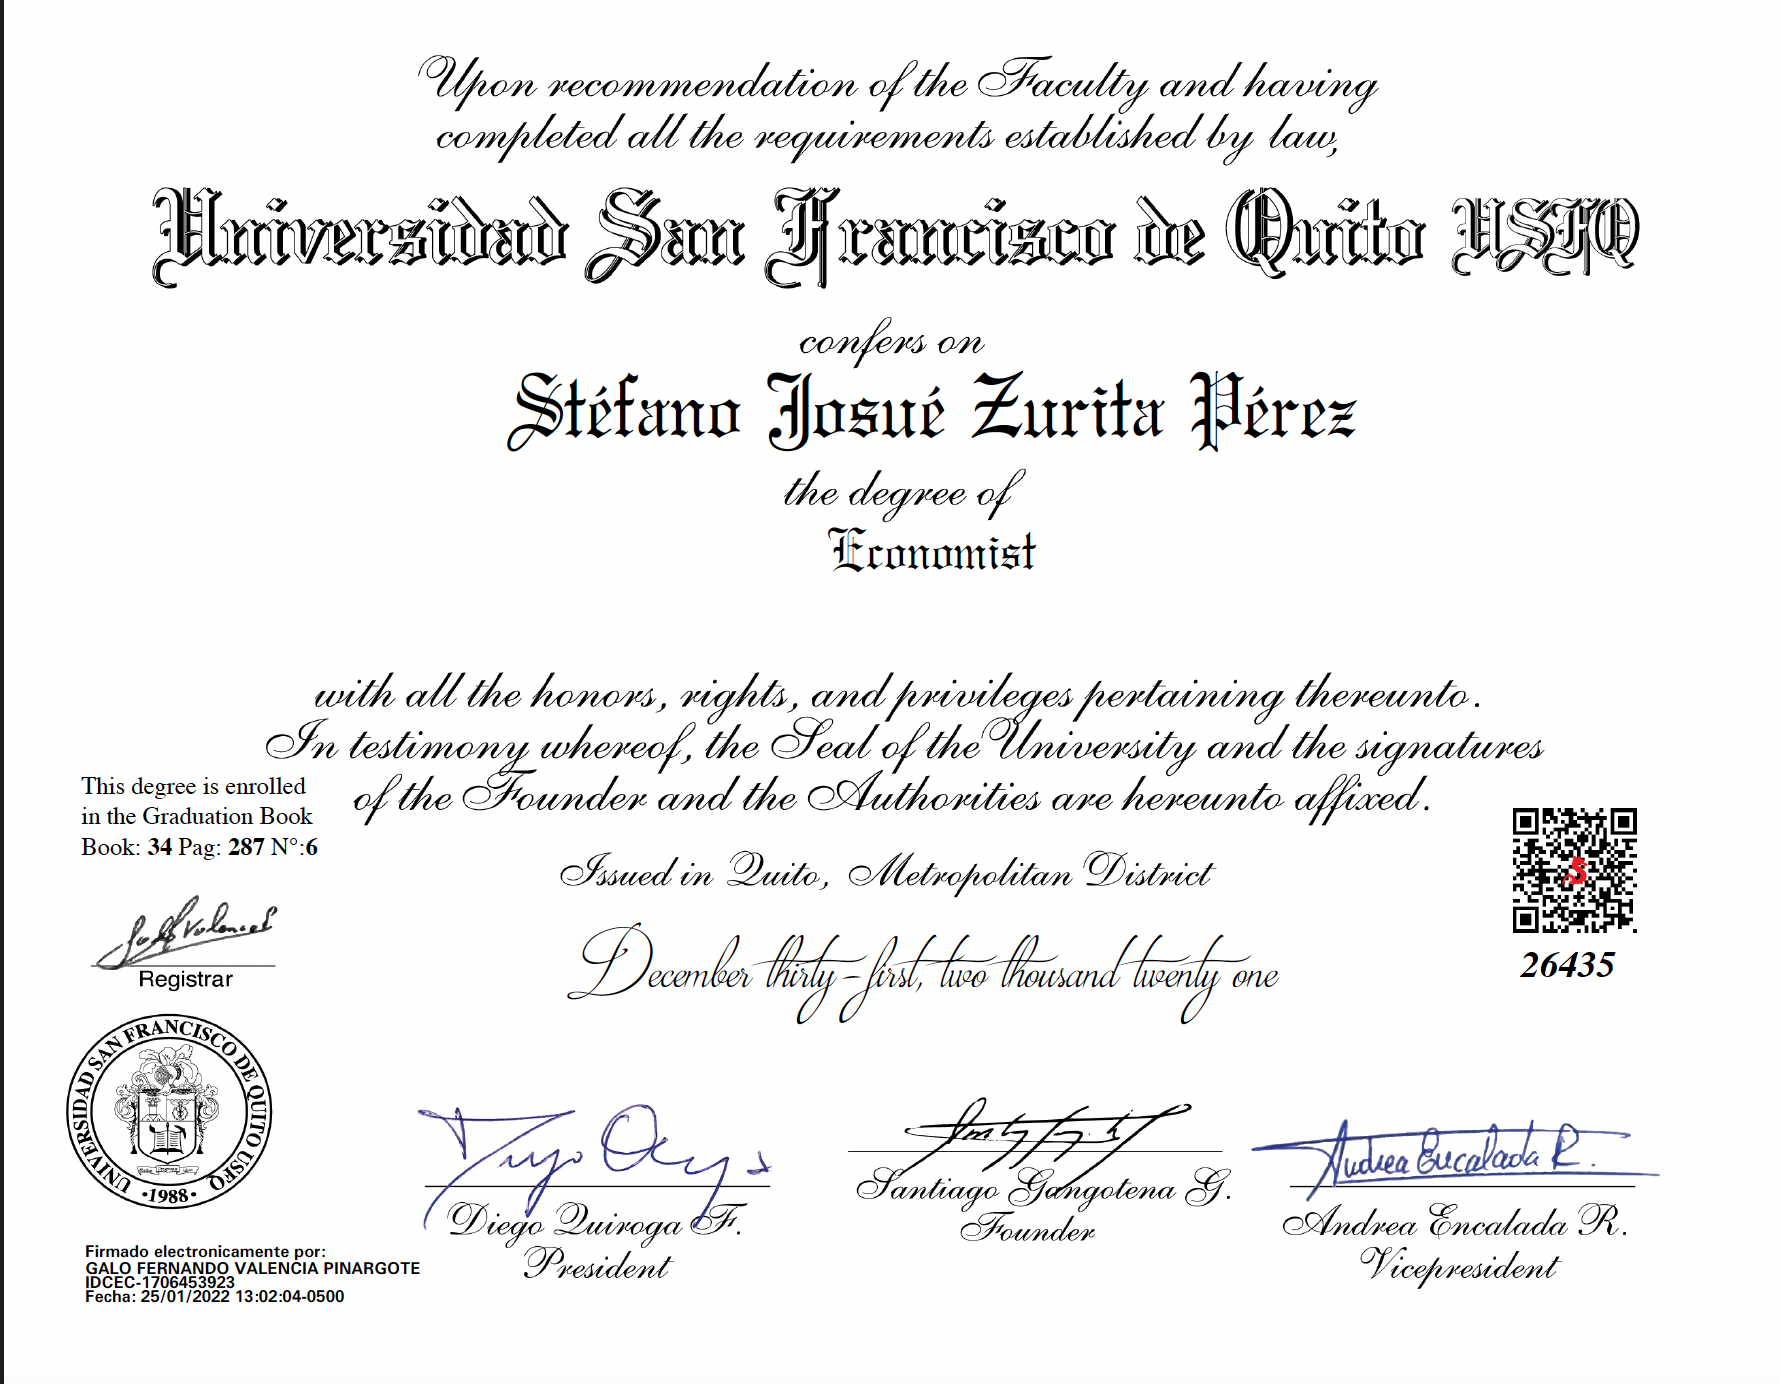 Upon recommendation of the Faculty and having
completed all the requirements established by law,
Universidad San Francisco de Quito USFQ
confers on
Stéfano Josué Zurita Pérez
the degree of
Economist
with all the honors, rights, and privileges pertaining thereunto.
In testimony whereof, the Seal of the University and the signatures
of the Founder and the Authorities are hereunto affixed.
This degree is enrolled
in the Graduation Book
Book: 34 Pag: 287 N°:6
Issued in Quito, Metropolitan District
December thirty-first, two thousand twenty one
26435
Registrar
UNIVERSIDAD SAN FRANCISCO DE QUITO USFQ
•1988•
Andrea Encalada R.
Diego Quiroga F.
President
Santiago Gangotena G.
Founder
Andrea Encalada R.
Vicepresident
Firmado electronicamente por:
GALO FERNANDO VALENCIA PINARGOTE
IDCEC-1706453923
Fecha: 25/01/2022 13:02:04-0500